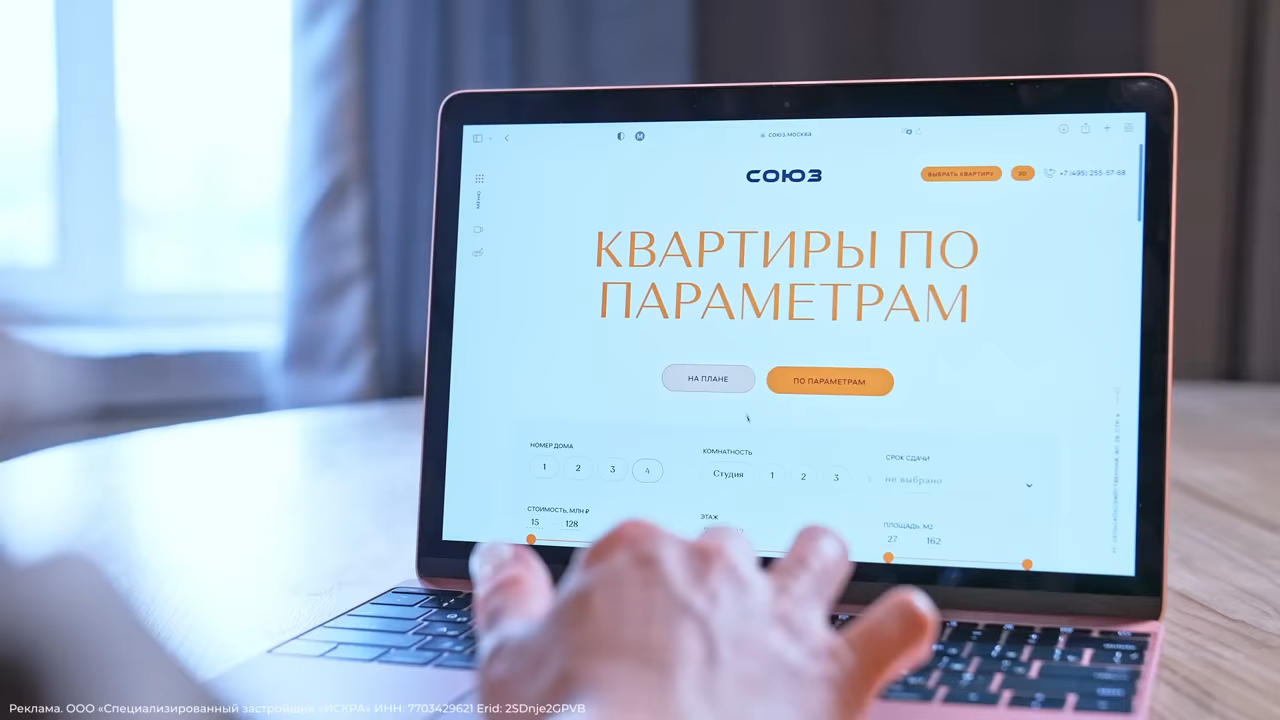 союз.москва
СОЮЗ
ВЫБРАТЬ КВАРТИРУ
3D
+7 (495) 255-57-68
МЕНЮ
КВАРТИРЫ ПО
ПАРАМЕТРАМ
НА ПЛАНЕ
ПО ПАРАМЕТРАМ
НОМЕР ДОМА
1 2 3 4
КОМНАТНОСТЬ
Студия 1 2 3
СРОК СДАЧИ
не выбрано
СТОИМОСТЬ, МЛН ₽
15 128
ЭТАЖ
ПЛОЩАДЬ, М2
27 162
Реклама. ООО «Специализированный застройщик «ИСКРА» ИНН: 7703429621 Erid: 2SDnje2GPVB